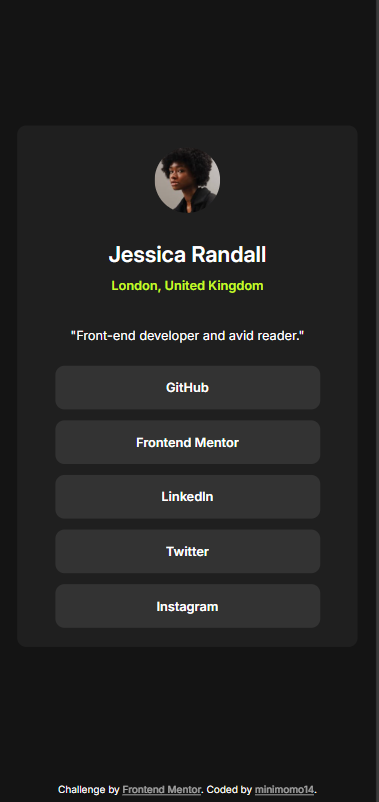 Jessica Randall
London, United Kingdom
"Front-end developer and avid reader."
GitHub
Frontend Mentor
LinkedIn
Twitter
Instagram
Challenge by Frontend Mentor. Coded by minimomo14.